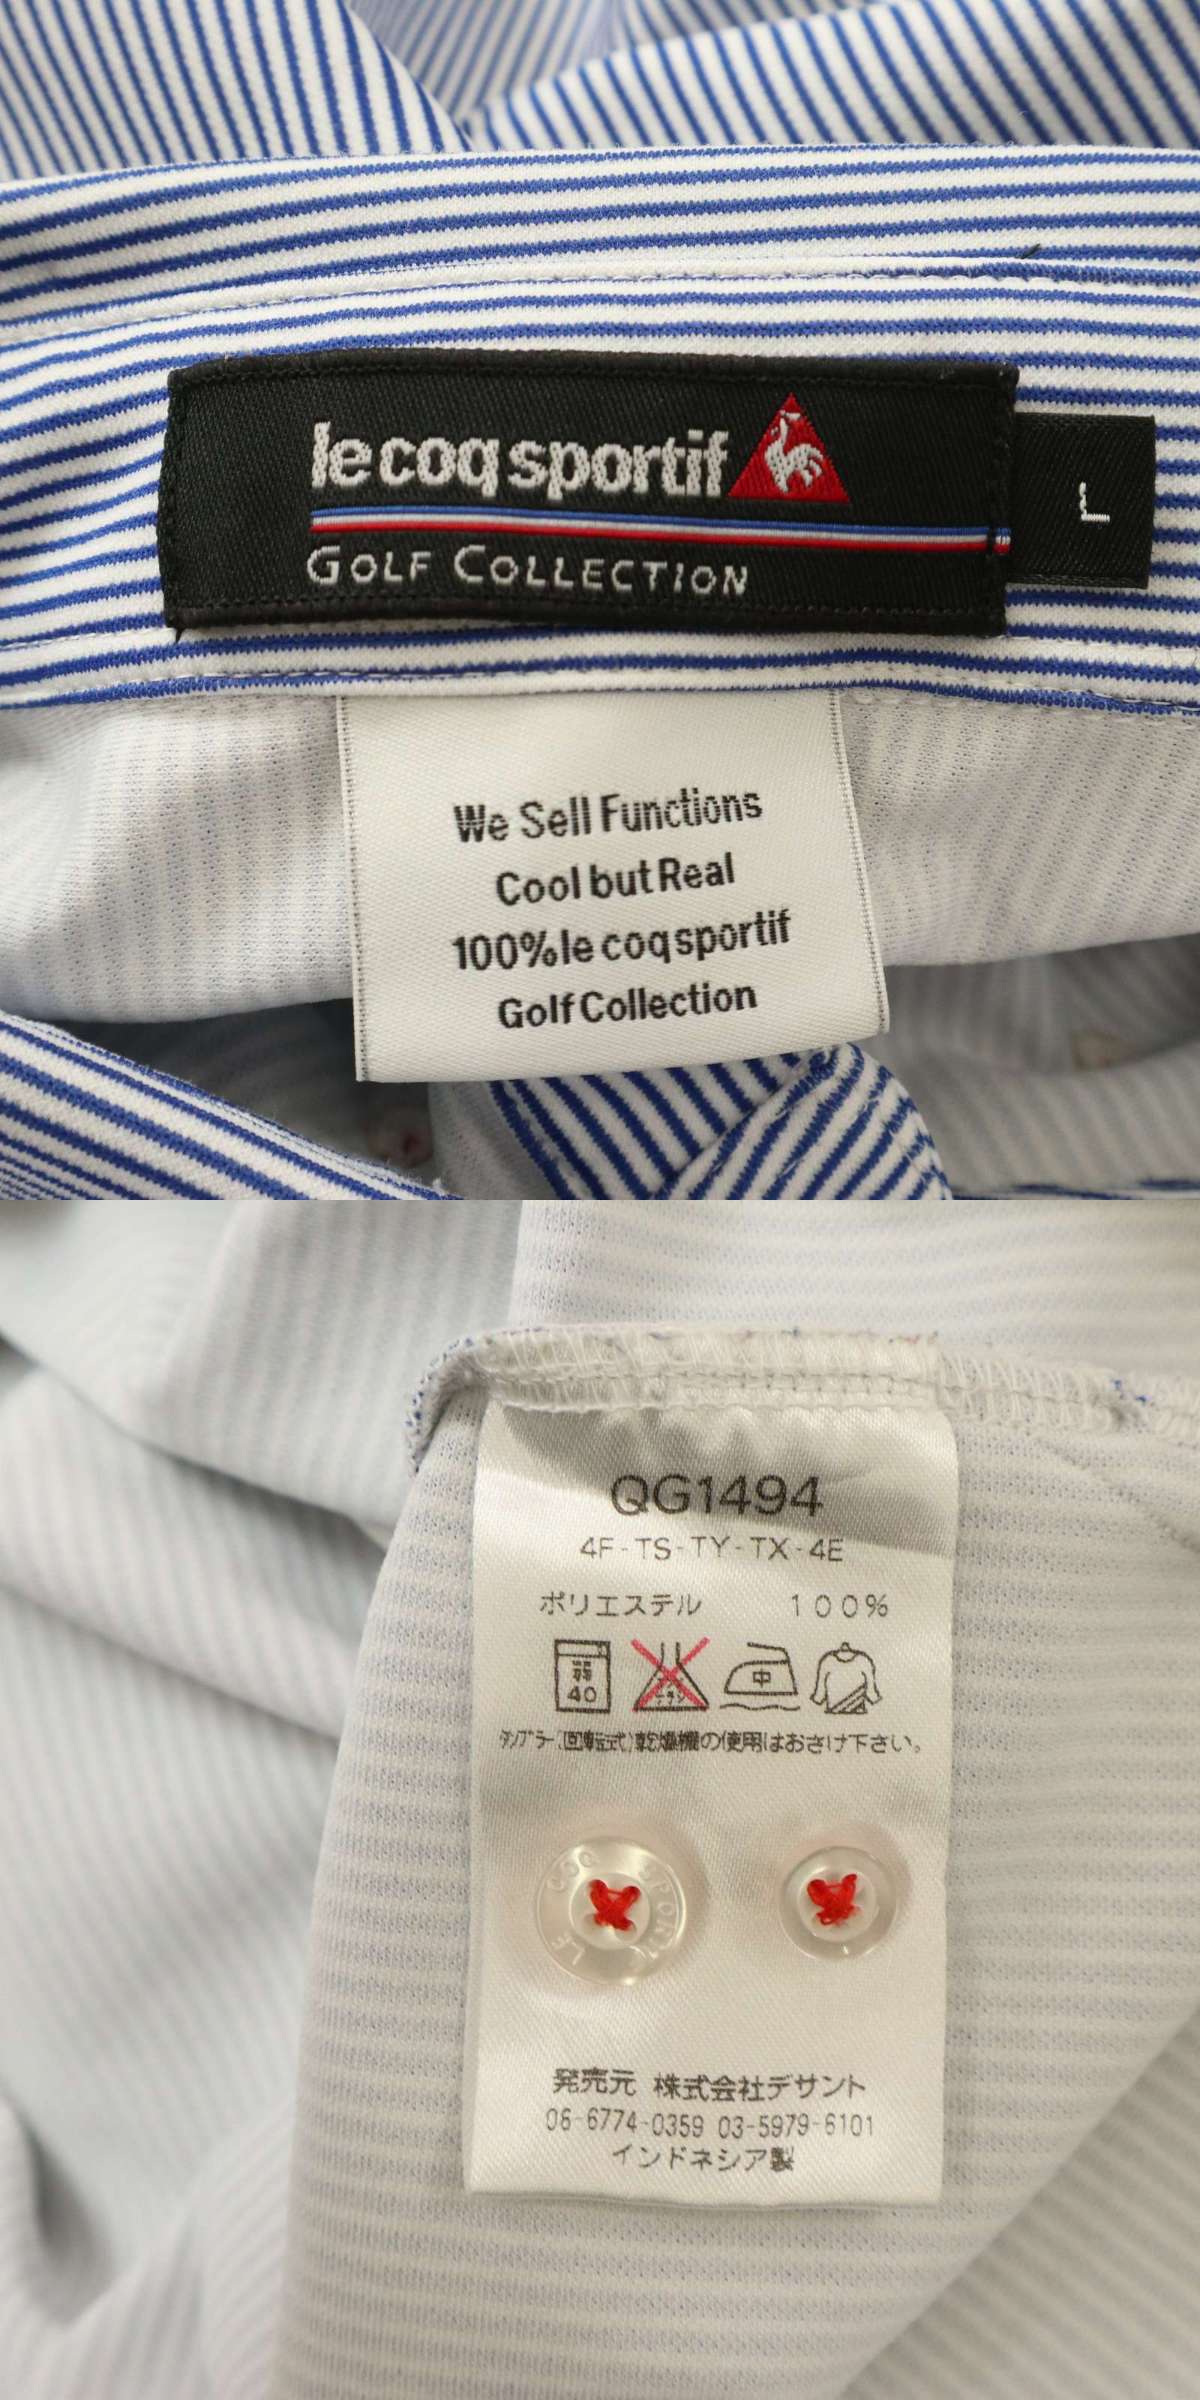 le coq sportif
GOLF COLLECTION
L
We Sell Functions
Cool but Real
100% le coq sportif
Golf Collection
QG1494
4F-TS-TY-TX-4E
ポリエステル 100%
弱
40
中
タンブラー(回転式)乾燥機の使用はおさけ下さい。
LE COQ SPORTIF
発売元 株式会社デサント
06-6774-0359 03-5979-6101
インドネシア製